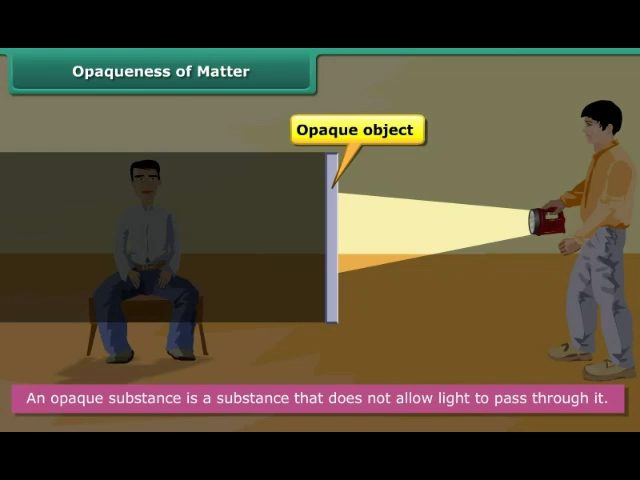 Opaqueness of Matter
Opaque object
An opaque substance is a substance that does not allow light to pass through it.